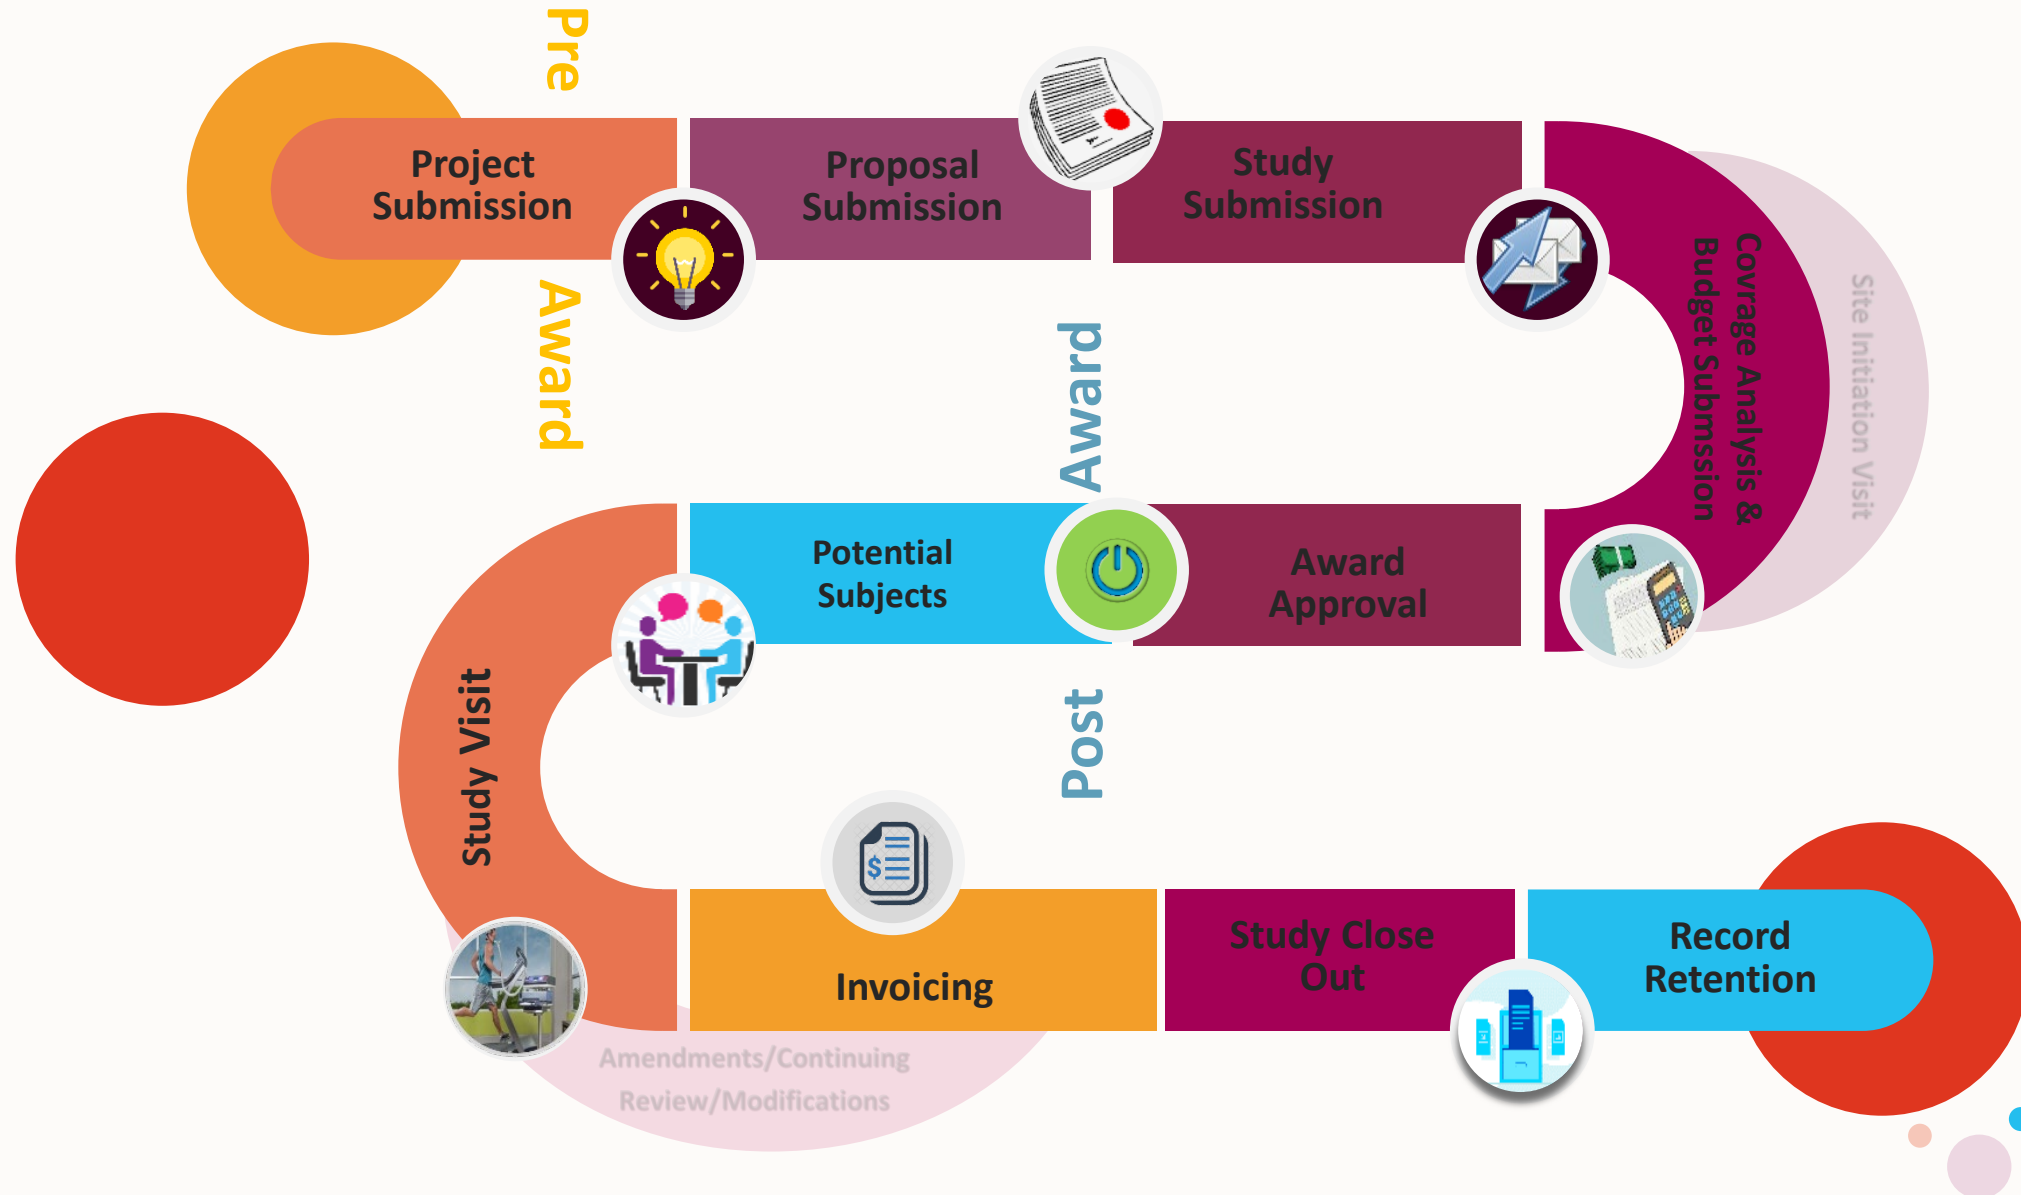 Pre
Award
Project
Submission
Proposal
Submission
Study
Submission
Covrage Analysis &
Budget Submssion
Site Initiation Visit
Award
Post
Award
Approval
Potential
Subjects
Study Visit
Amendments/Continuing
Review/Modifications
$
Invoicing
Study Close
Out
Record
Retention